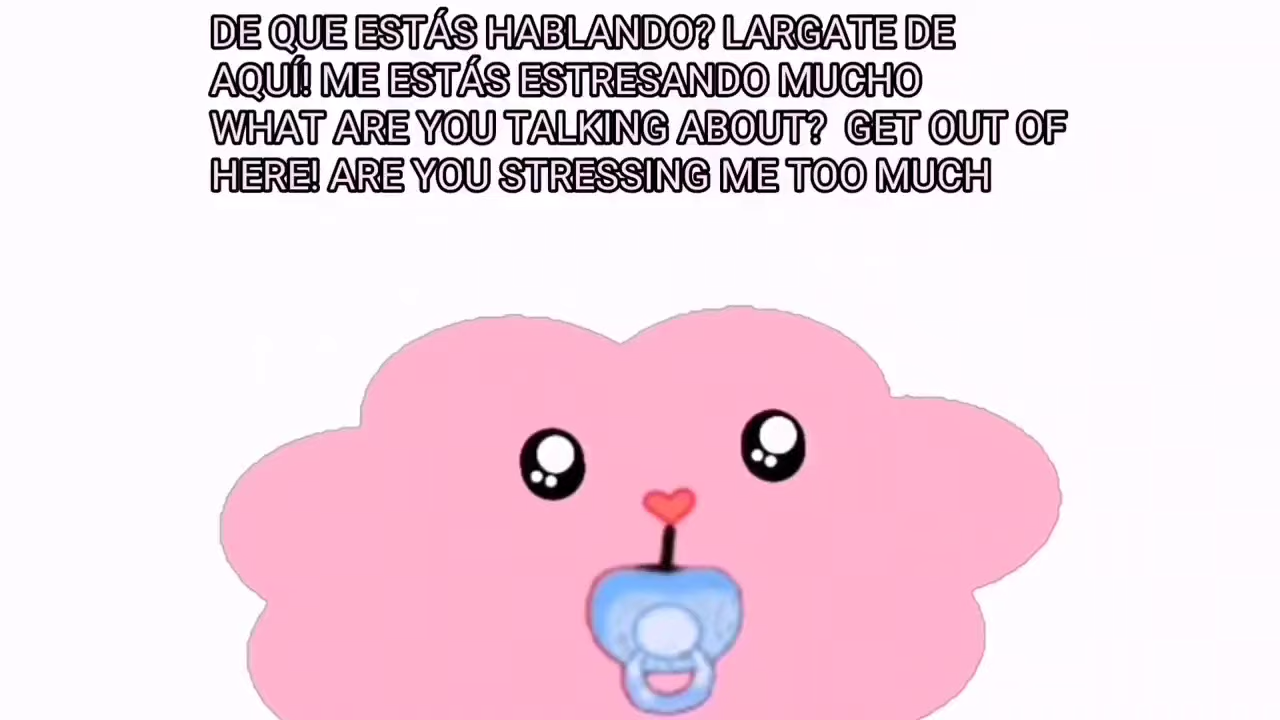 DE QUE ESTÁS HABLANDO? LARGATE DE
AQUÍ! ME ESTÁS ESTRESANDO MUCHO
WHAT ARE YOU TALKING ABOUT?  GET OUT OF
HERE! ARE YOU STRESSING ME TOO MUCH